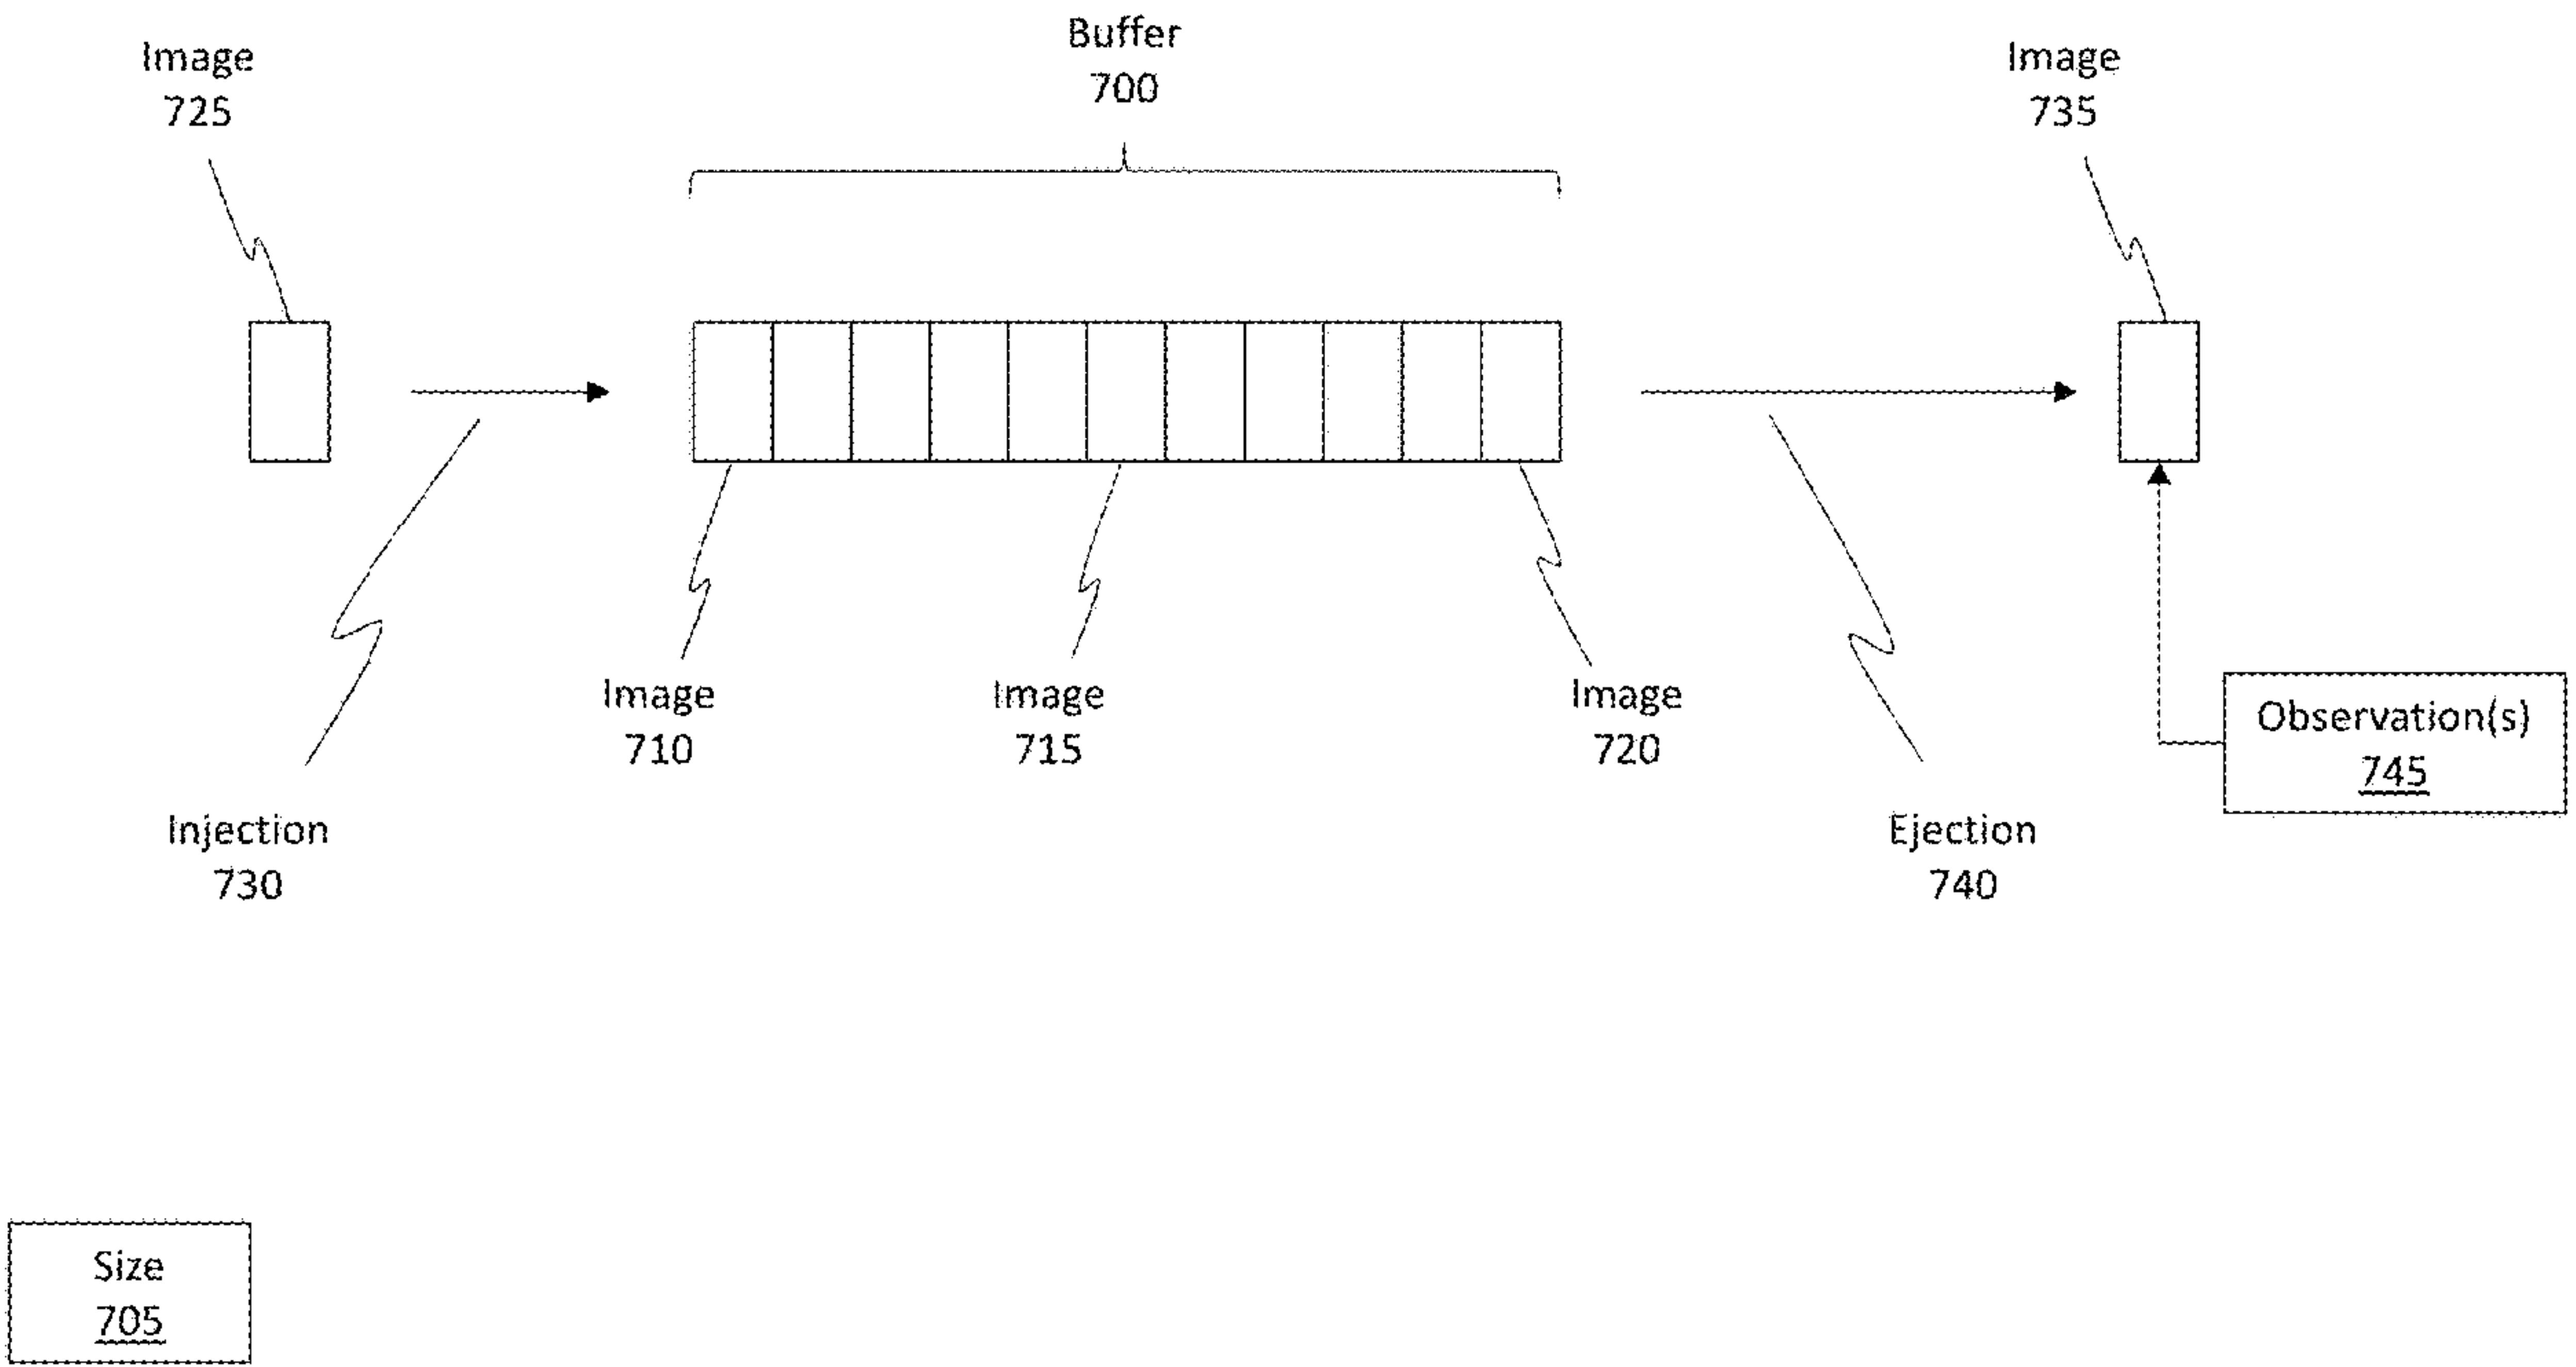 Buffer
700
Image
725
Image
735
Image
710
Image
715
Image
720
Observation(s)
745
Injection
730
Ejection
740
Size
705